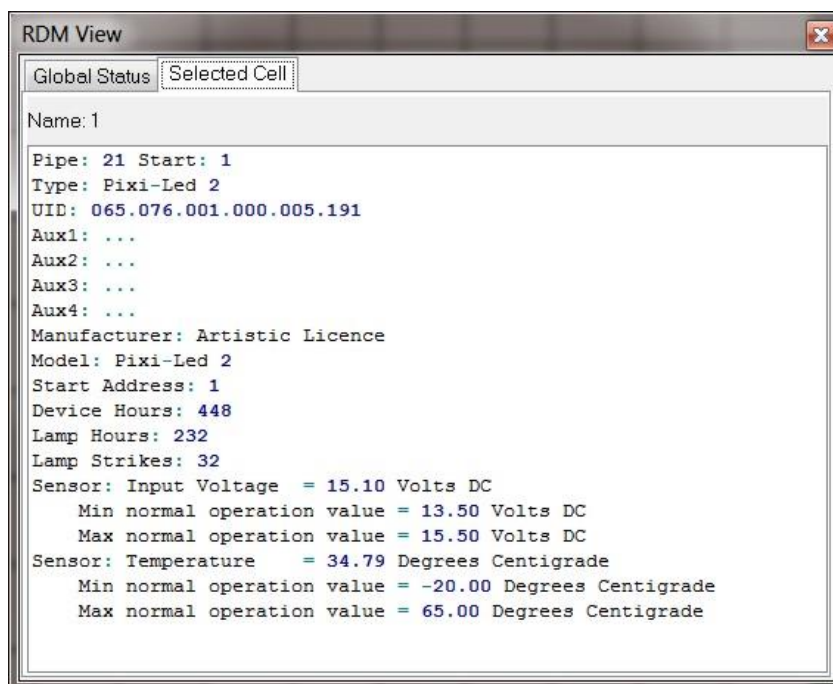 RDM View
Global Status Selected Cell
Name: 1
Pipe: 21 Start: 1
Type: Pixi-Led 2
UID: 065.076.001.000.005.191
Aux1: ...
Aux2: ...
Aux3: ...
Aux4: ...
Manufacturer: Artistic Licence
Model: Pixi-Led 2
Start Address: 1
Device Hours: 448
Lamp Hours: 232
Lamp Strikes: 32
Sensor: Input Voltage = 15.10 Volts DC
Min normal operation value = 13.50 Volts DC
Max normal operation value = 15.50 Volts DC
Sensor: Temperature = 34.79 Degrees Centigrade
Min normal operation value = -20.00 Degrees Centigrade
Max normal operation value = 65.00 Degrees Centigrade